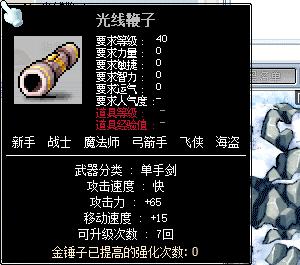 光线鞭子
要求等级： 40
要求力量： 0
要求敏捷： 0
要求智力： 0
要求运气： 0
要求人气度： -
道具等级： -
道具经验值： -
新手 战士 魔法师 弓箭手 飞侠 海盗
武器分类 : 单手剑
攻击速度 : 快
攻击力 : +65
移动速度 : +15
可升级次数 : 7回
金锤子已提高的强化次数: 0